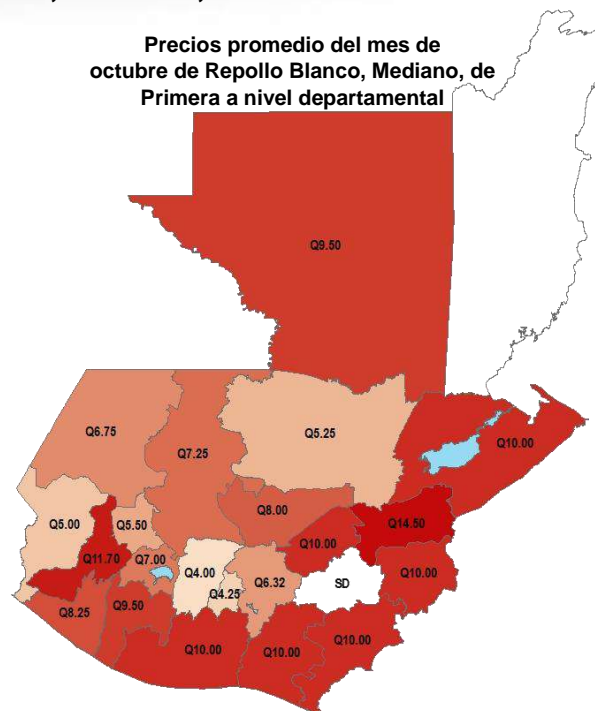 Precios promedio del mes de
octubre de Repollo Blanco, Mediano, de
Primera a nivel departamental
Q9.50
Q6.75
Q7.25
Q5.25
Q10.00
Q5.00
Q5.50
Q8.00
Q14.50
Q10.00
Q11.70
Q7.00
Q4.00
Q4.25
Q6.32
SD
Q10.00
Q8.25
Q9.50
Q10.00
Q10.00
Q10.00